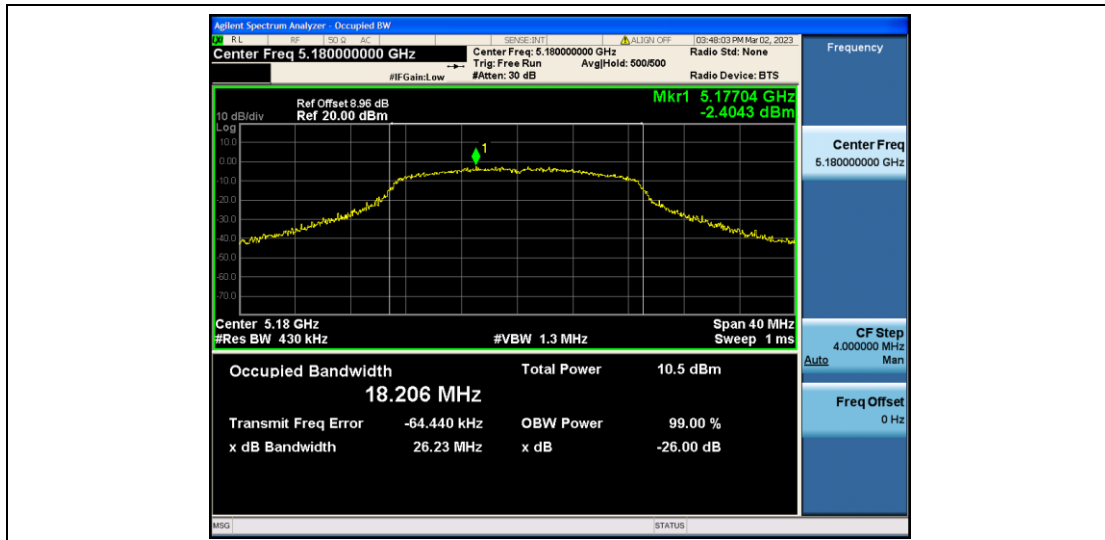 Agilent Spectrum Analyzer - Occupied BW
RL RF 50 Ω AC SENSE:INT ALIGN OFF 03:48:03 PM Mar 02, 2023
Center Freq 5.180000000 GHz Center Freq: 5.180000000 GHz Radio Std: None
Trig: Free Run Avg|Hold: 500/500
#IFGain:Low #Atten: 30 dB Radio Device: BTS
Frequency
Ref Offset 8.96 dB Mkr1 5.17704 GHz
10 dB/div Ref 20.00 dBm -2.4043 dBm
Log
10.0
1
0.00
-10.0
-20.0
-30.0
-40.0
-50.0
-60.0
-70.0
Center Freq
5.180000000 GHz
Center 5.18 GHz Span 40 MHz
#Res BW 430 kHz #VBW 1.3 MHz Sweep 1 ms
CF Step
4.000000 MHz
Auto Man
Occupied Bandwidth Total Power 10.5 dBm
18.206 MHz
Transmit Freq Error -64.440 kHz OBW Power 99.00 %
x dB Bandwidth 26.23 MHz x dB -26.00 dB
Freq Offset
0 Hz
MSG STATUS